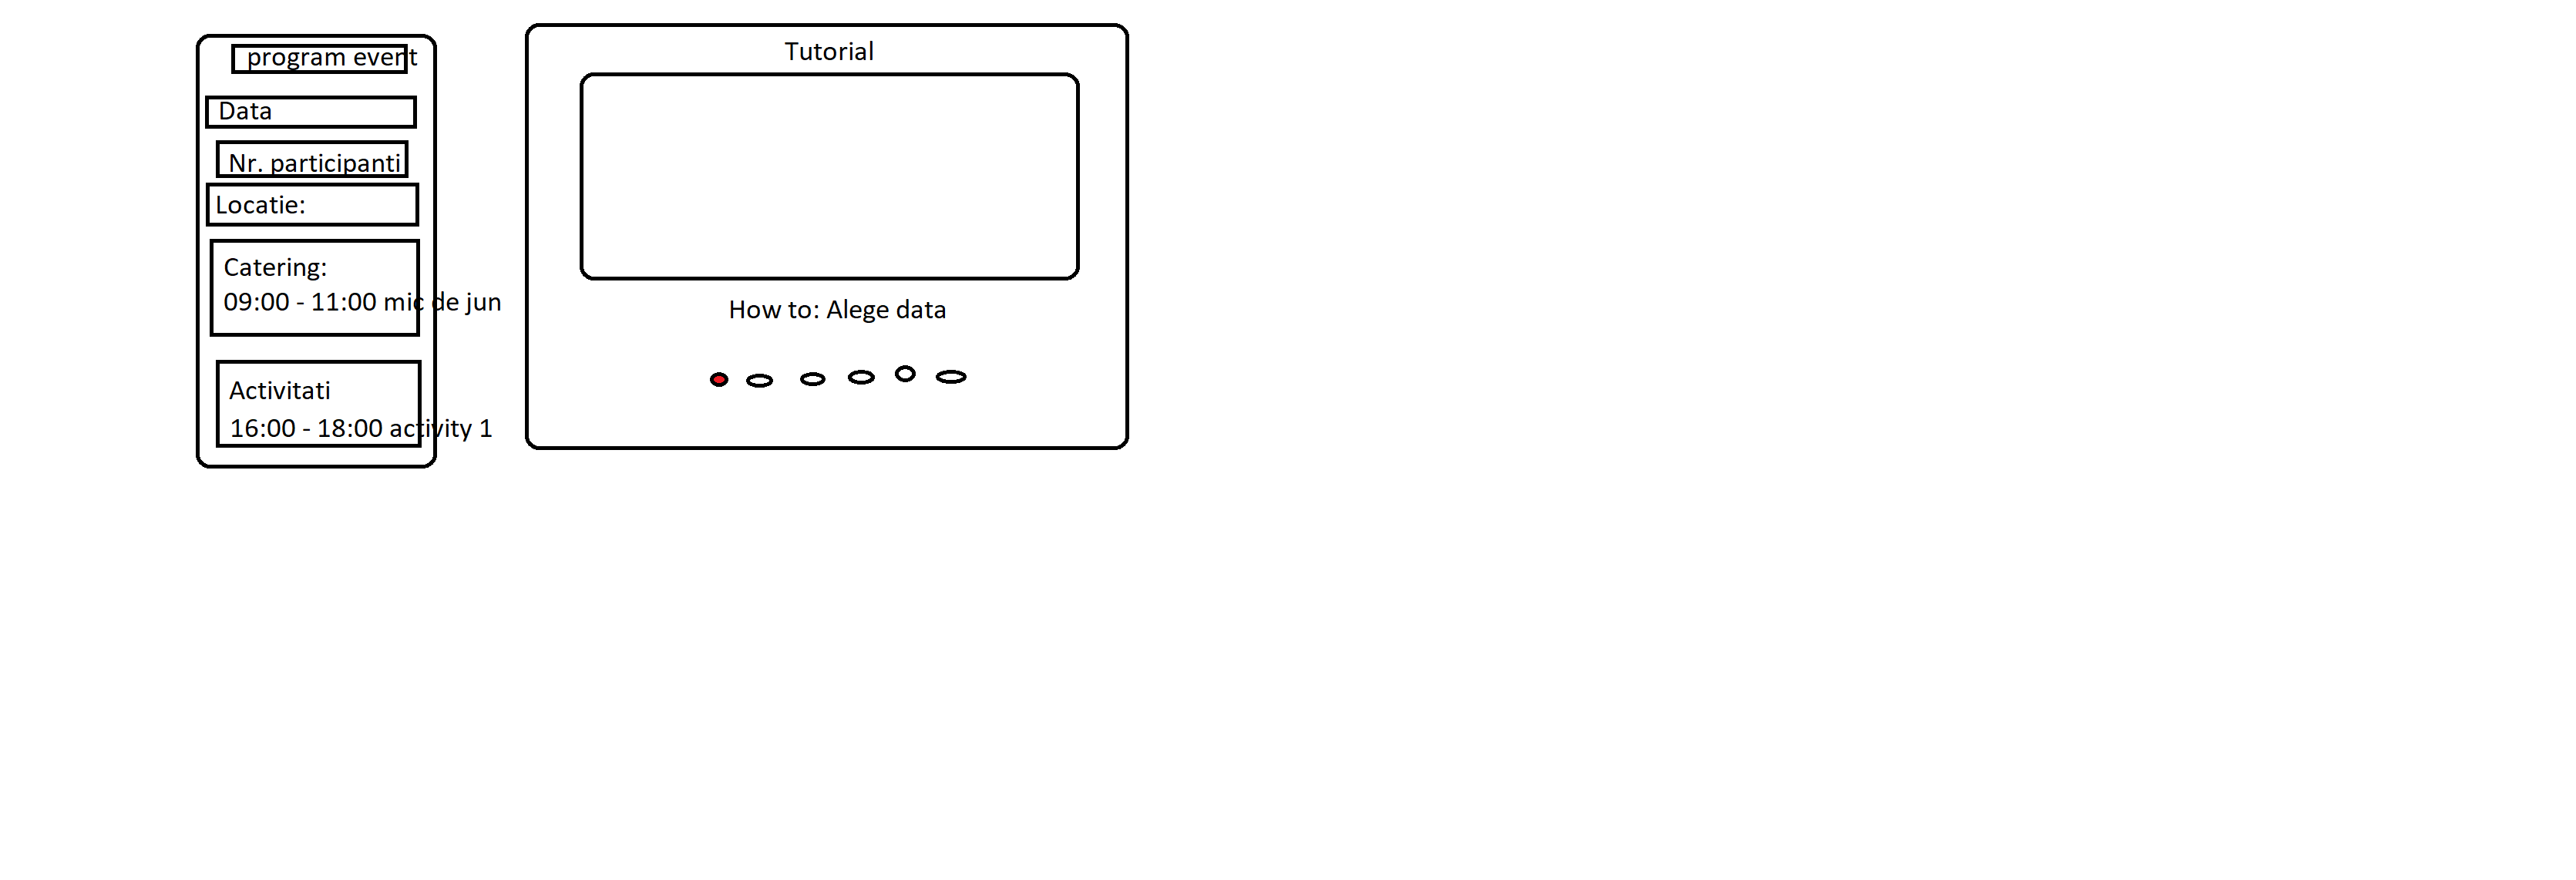 program event
Data
Nr. participanti
Locatie:
Catering:
09:00 - 11:00 mic de jun
Activitati
16:00 - 18:00 activity 1
Tutorial
How to: Alege data